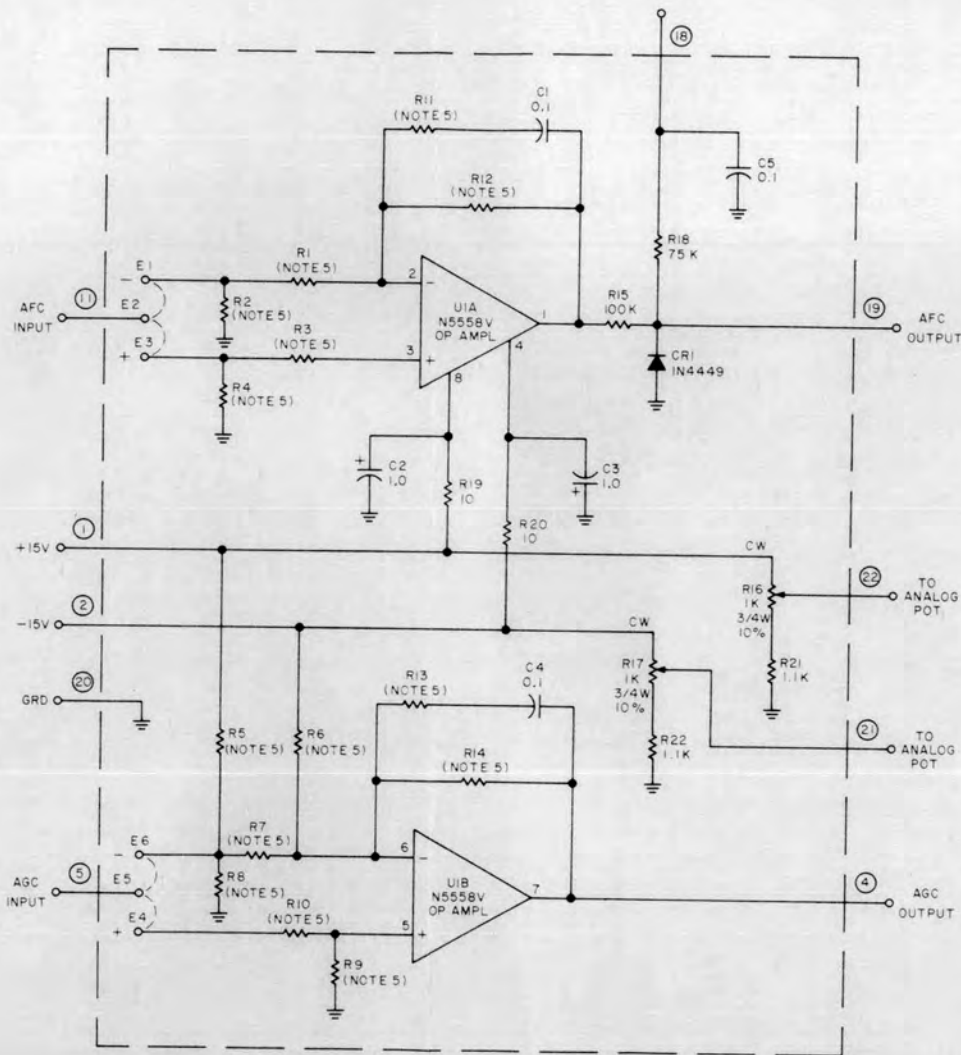 18
R11
(NOTE 5)
C1
0.1
R12
(NOTE 5)
C5
0.1
R18
75 K
11
AFC
INPUT
- E1
E2
+ E3
R1
(NOTE 5)
R2
(NOTE 5)
R3
(NOTE 5)
R4
(NOTE 5)
2
-
U1A
N5558V
OP AMPL
3
+
8
4
1
R15
100K
19
AFC
OUTPUT
CR1
IN4449
+
C2
1.0
R19
10
C3
1.0
+
R20
10
1
+15V
CW
R16
1K
3/4W
10%
22
TO
ANALOG
POT
2
-15V
CW
R17
1K
3/4W
10%
R21
1.1K
20
GRD
R13
(NOTE 5)
C4
0.1
R5
(NOTE 5)
R6
(NOTE 5)
R14
(NOTE 5)
R22
1.1K
21
TO
ANALOG
POT
5
AGC
INPUT
- E6
E5
E4
+
R7
(NOTE 5)
R8
(NOTE 5)
R10
(NOTE 5)
R9
(NOTE 5)
6
-
U1B
N5558V
OP AMPL
5
+
7
4
AGC
OUTPUT